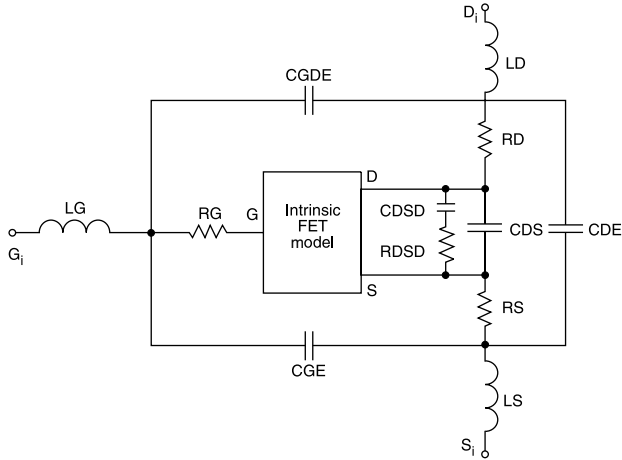 Di
LD
CGDE
RD
D
LG
RG
G
Intrinsic
FET
model
CDSD
RDSD
CDS
CDE
Gi
S
RS
CGE
LS
Si